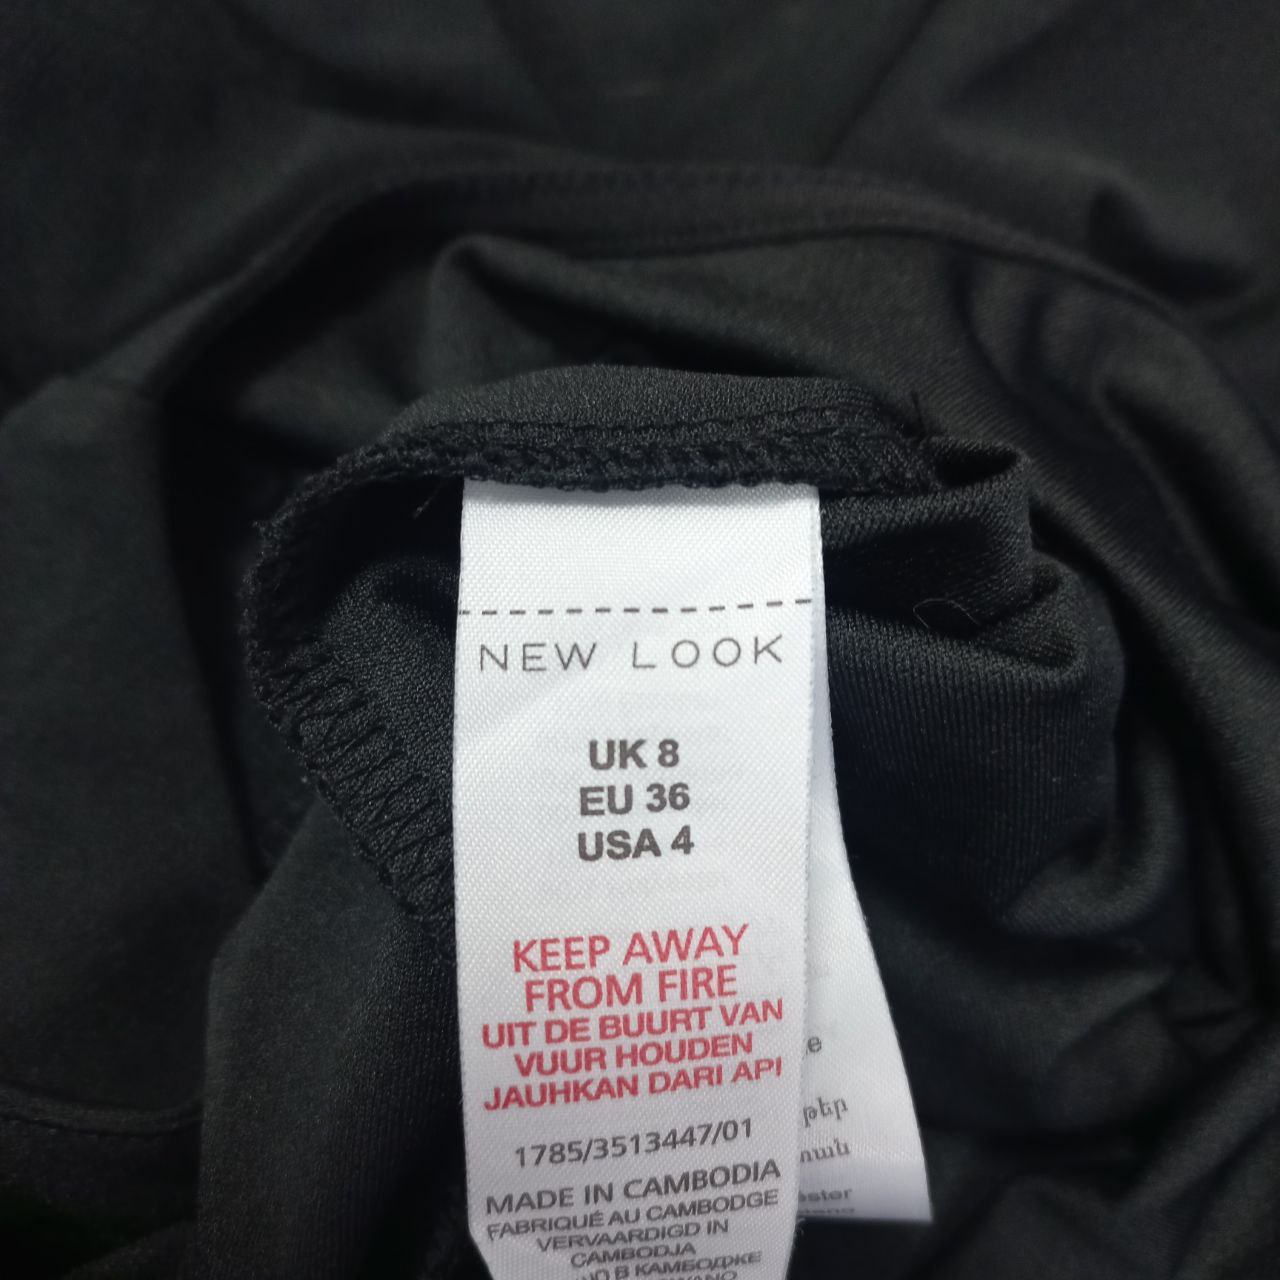 NEW LOOK
UK 8
EU 36
USA 4
KEEP AWAY
FROM FIRE
UIT DE BUURT VAN
VUUR HOUDEN
JAUHKAN DARI API
1785/3513447/01
MADE IN CAMBODIA
FABRIQUÉ AU CAMBODGE
VERVAARDIGD IN
CAMBODJA
В КАМБОДЖЕ